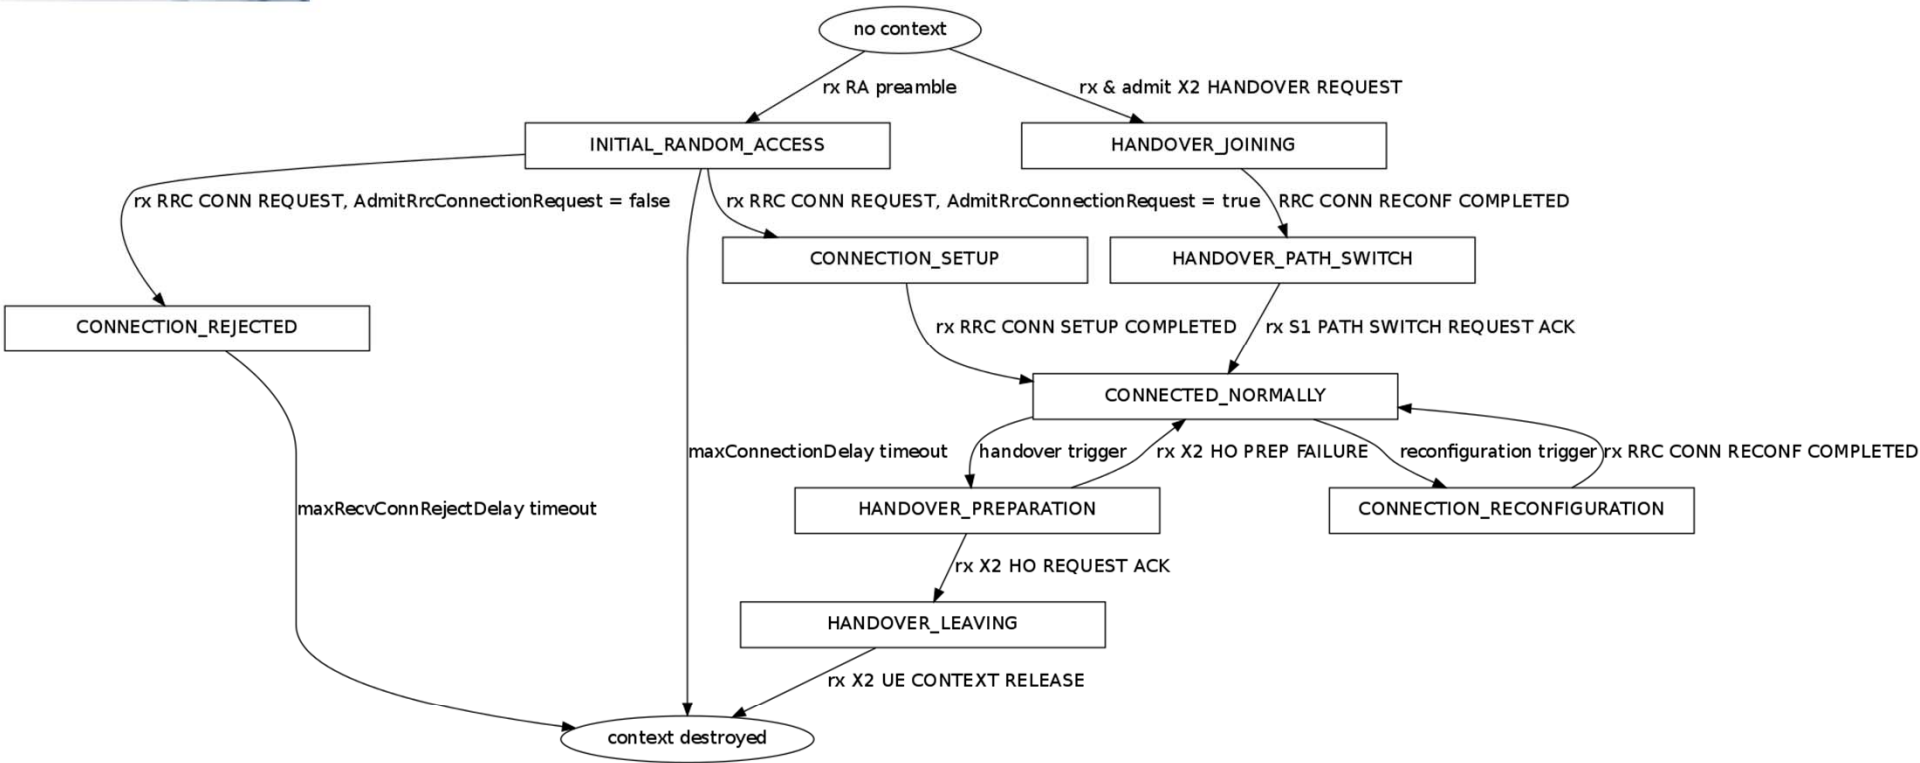 no context
rx RA preamble
rx & admit X2 HANDOVER REQUEST
INITIAL_RANDOM_ACCESS
HANDOVER_JOINING
rx RRC CONN REQUEST, AdmitRrcConnectionRequest = false
rx RRC CONN REQUEST, AdmitRrcConnectionRequest = true
RRC CONN RECONF COMPLETED
CONNECTION_SETUP
HANDOVER_PATH_SWITCH
CONNECTION_REJECTED
rx RRC CONN SETUP COMPLETED
rx S1 PATH SWITCH REQUEST ACK
CONNECTED_NORMALLY
maxConnectionDelay timeout
handover trigger
rx X2 HO PREP FAILURE
reconfiguration trigger
rx RRC CONN RECONF COMPLETED
maxRecvConnRejectDelay timeout
HANDOVER_PREPARATION
CONNECTION_RECONFIGURATION
rx X2 HO REQUEST ACK
HANDOVER_LEAVING
rx X2 UE CONTEXT RELEASE
context destroyed